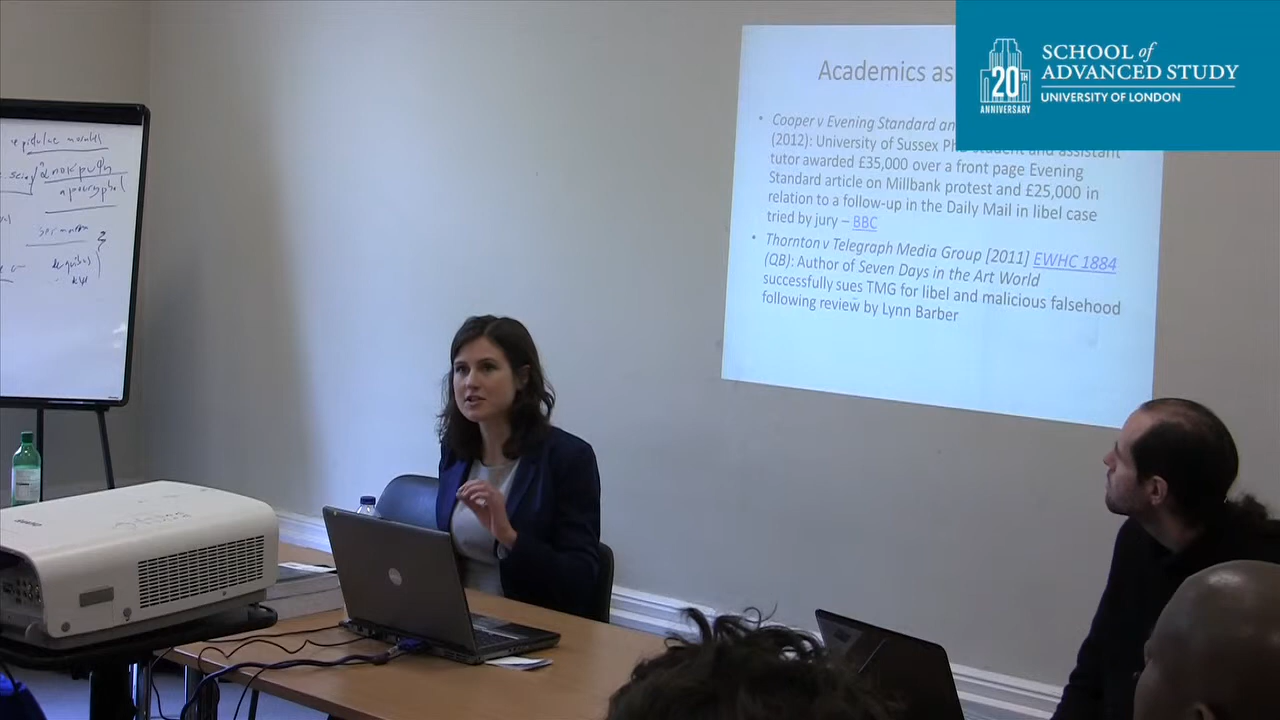 SCHOOL of
ADVANCED STUDY
UNIVERSITY OF LONDON
20TH
ANNIVERSARY
Academics as
• Cooper v Evening Standard an
(2012): University of Sussex PhD student and assistant
tutor awarded £35,000 over a front page Evening
Standard article on Millbank protest and £25,000 in
relation to a follow-up in the Daily Mail in libel case
tried by jury – BBC
• Thornton v Telegraph Media Group [2011] EWHC 1884
(QB): Author of Seven Days in the Art World
successfully sues TMG for libel and malicious falsehood
following review by Lynn Barber